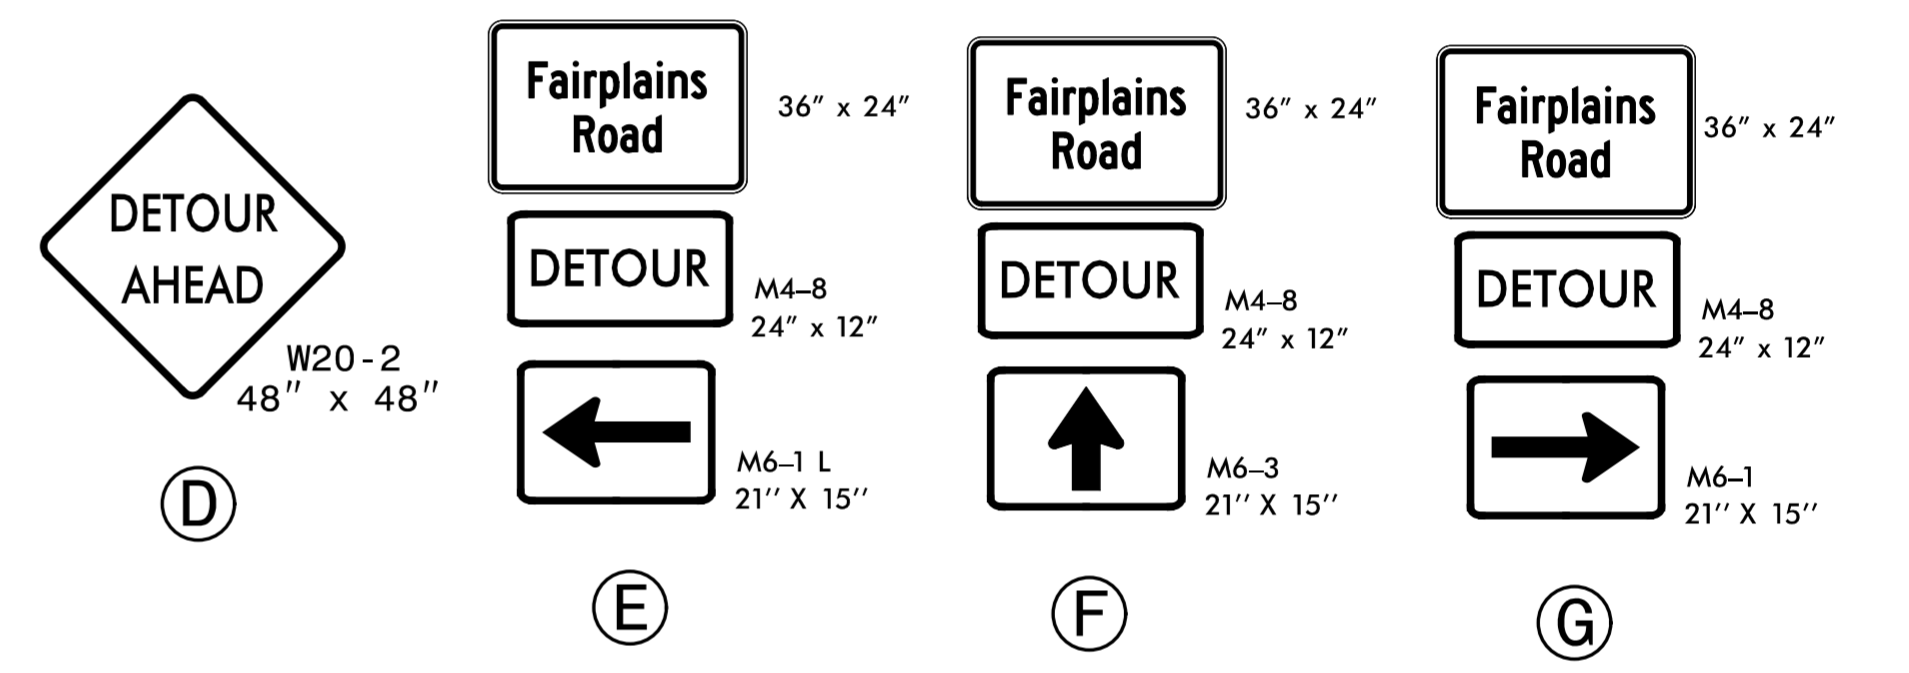 DETOUR
AHEAD
W20-2
48" x 48"
D
Fairplains
Road
36" x 24"
DETOUR
M4-8
24" x 12"
M6-1 L
21'' X 15''
E
Fairplains
Road
36" x 24"
DETOUR
M4-8
24" x 12"
M6-3
21'' X 15''
F
Fairplains
Road
36" x 24"
DETOUR
M4-8
24" x 12"
M6-1
21'' X 15''
G